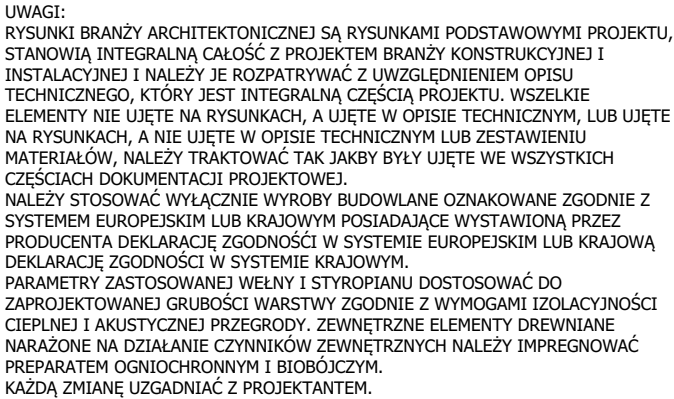 UWAGI:
RYSUNKI BRANŻY ARCHITEKTONICZNEJ SĄ RYSUNKAMI PODSTAWOWYMI PROJEKTU,
STANOWIĄ INTEGRALNĄ CAŁOŚĆ Z PROJEKTEM BRANŻY KONSTRUKCYJNEJ I
INSTALACYJNEJ I NALEŻY JE ROZPATRYWAĆ Z UWZGLĘDNIENIEM OPISU
TECHNICZNEGO, KTÓRY JEST INTEGRALNĄ CZĘŚCIĄ PROJEKTU. WSZELKIE
ELEMENTY NIE UJĘTE NA RYSUNKACH, A UJĘTE W OPISIE TECHNICZNYM, LUB UJĘTE
NA RYSUNKACH, A NIE UJĘTE W OPISIE TECHNICZNYM LUB ZESTAWIENIU
MATERIAŁÓW, NALEŻY TRAKTOWAĆ TAK JAKBY BYŁY UJĘTE WE WSZYSTKICH
CZĘŚCIACH DOKUMENTACJI PROJEKTOWEJ.
NALEŻY STOSOWAĆ WYŁĄCZNIE WYROBY BUDOWLANE OZNAKOWANE ZGODNIE Z
SYSTEMEM EUROPEJSKIM LUB KRAJOWYM POSIADAJĄCE WYSTAWIONĄ PRZEZ
PRODUCENTA DEKLARACJĘ ZGODNOŚĆI W SYSTEMIE EUROPEJSKIM LUB KRAJOWĄ
DEKLARACJĘ ZGODNOŚCI W SYSTEMIE KRAJOWYM.
PARAMETRY ZASTOSOWANEJ WEŁNY I STYROPIANU DOSTOSOWAĆ DO
ZAPROJEKTOWANEJ GRUBOŚCI WARSTWY ZGODNIE Z WYMOGAMI IZOLACYJNOŚCI
CIEPLNEJ I AKUSTYCZNEJ PRZEGRODY. ZEWNĘTRZNE ELEMENTY DREWNIANE
NARAŻONE NA DZIAŁANIE CZYNNIKÓW ZEWNĘTRZNYCH NALEŻY IMPREGNOWAĆ
PREPARATEM OGNIOCHRONNYM I BIOBÓJCZYM.
KAŻDĄ ZMIANĘ UZGADNIAĆ Z PROJEKTANTEM.